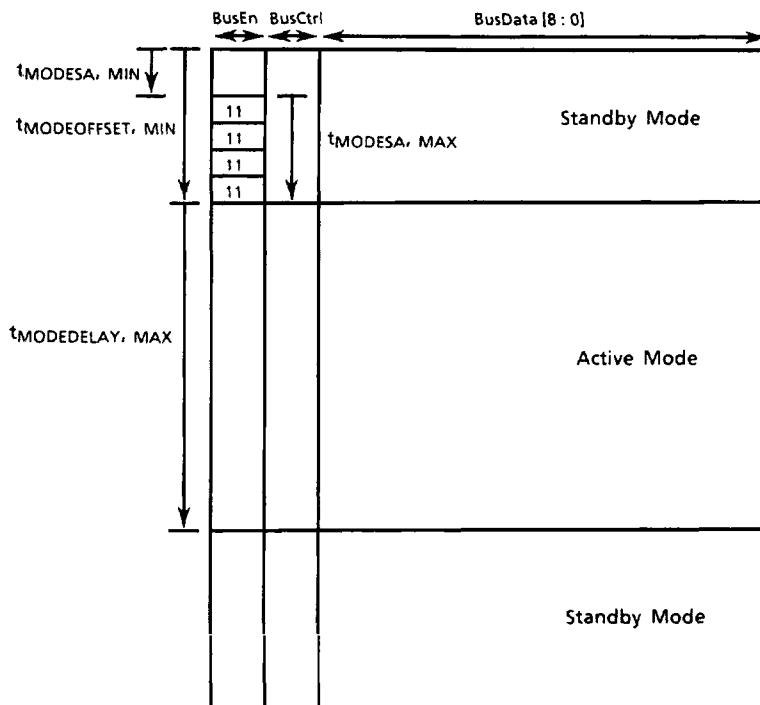 BusEn BusCtrl BusData [8 : 0]
tMODESA, MIN
tMODEOFFSET, MIN
11
11
11
11
tMODESA, MAX
Standby Mode
tMODEDELAY, MAX
Active Mode
Standby Mode